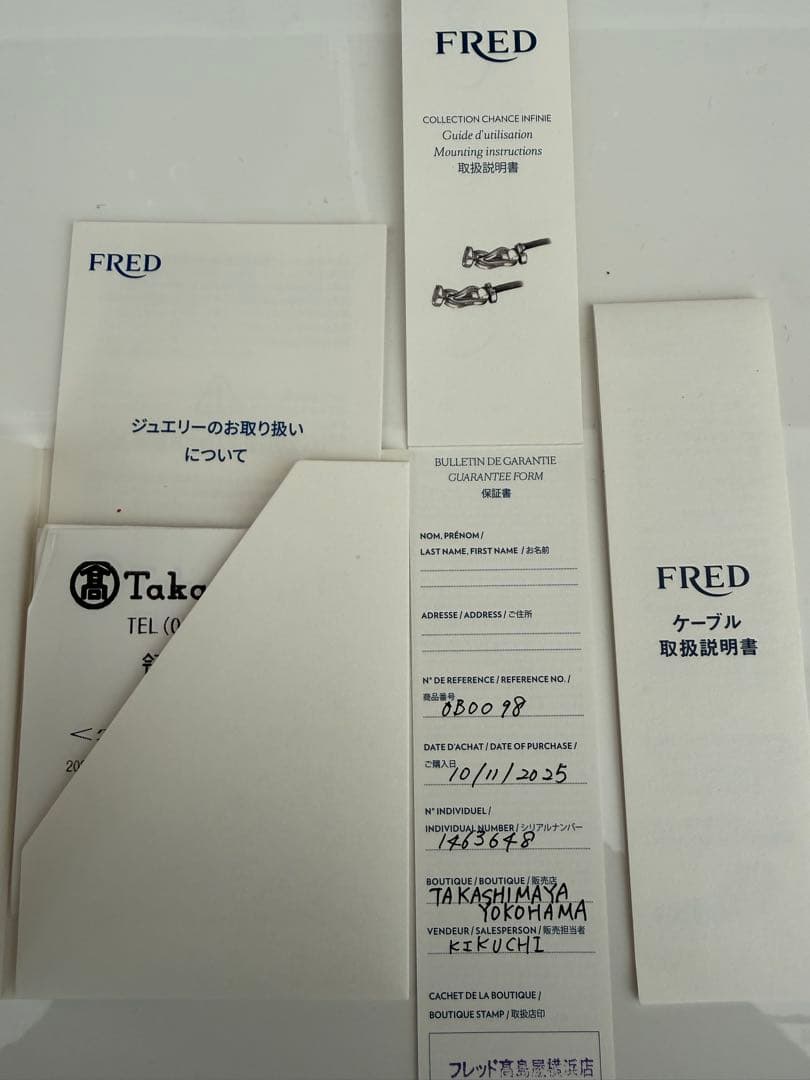 FRED
COLLECTION CHANCE INFINIE
Guide d'utilisation
Mounting instructions
取扱説明書
FRED
ジュエリーのお取り扱い
について
髙 Taka
TEL (0
BULLETIN DE GARANTIE
GUARANTEE FORM
保証書
NOM, PRÉNOM /
LAST NAME, FIRST NAME / お名前
ADRESSE / ADDRESS / ご住所
N° DE REFERENCE / REFERENCE NO. /
商品番号
0B0098
DATE D'ACHAT / DATE OF PURCHASE /
ご購入日
10/11/2025
N° INDIVIDUEL /
INDIVIDUAL NUMBER / シリアルナンバー
1463648
BOUTIQUE / BOUTIQUE / 販売店
TAKASHIMAYA
YOKOHAMA
VENDEUR / SALESPERSON / 販売担当者
KIKUCHI
CACHET DE LA BOUTIQUE /
BOUTIQUE STAMP / 取扱店印
フレッド髙島屋横浜店
FRED
ケーブル
取扱説明書